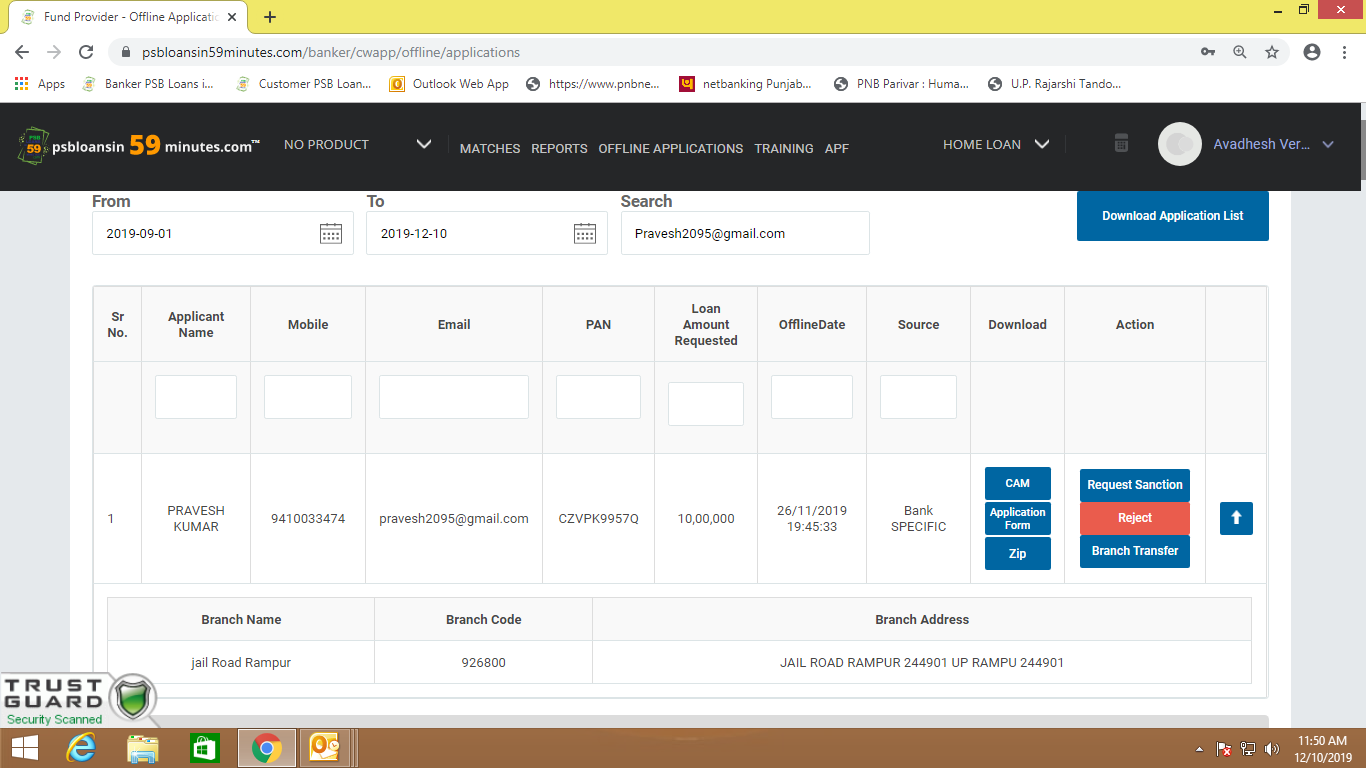 Fund Provider - Offline Applicatic
psbloansin59minutes.com/banker/cwapp/offline/applications
Apps Banker PSB Loans i... Customer PSB Loan... Outlook Web App https://www.pnbne... netbanking Punjab... PNB Parivar : Huma... U.P. Rajarshi Tando...
PSB 59 psbloansin 59 minutes.com™ NO PRODUCT MATCHES REPORTS OFFLINE APPLICATIONS TRAINING APF HOME LOAN Avadhesh Ver...
From To Search
2019-09-01 2019-12-10 Pravesh2095@gmail.com
Download Application List
Sr No. Applicant Name Mobile Email PAN Loan Amount Requested OfflineDate Source Download Action
1 PRAVESH KUMAR 9410033474 pravesh2095@gmail.com CZVPK9957Q 10,00,000 26/11/2019 19:45:33 Bank SPECIFIC
CAM
Application Form
Zip
Request Sanction
Reject
Branch Transfer
Branch Name Branch Code Branch Address
jail Road Rampur 926800 JAIL ROAD RAMPUR 244901 UP RAMPU 244901
TRUST
GUARD
Security Scanned
11:50 AM
12/10/2019